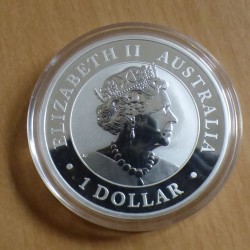 ELIZABETH II AUSTRALIA
• 1 DOLLAR •